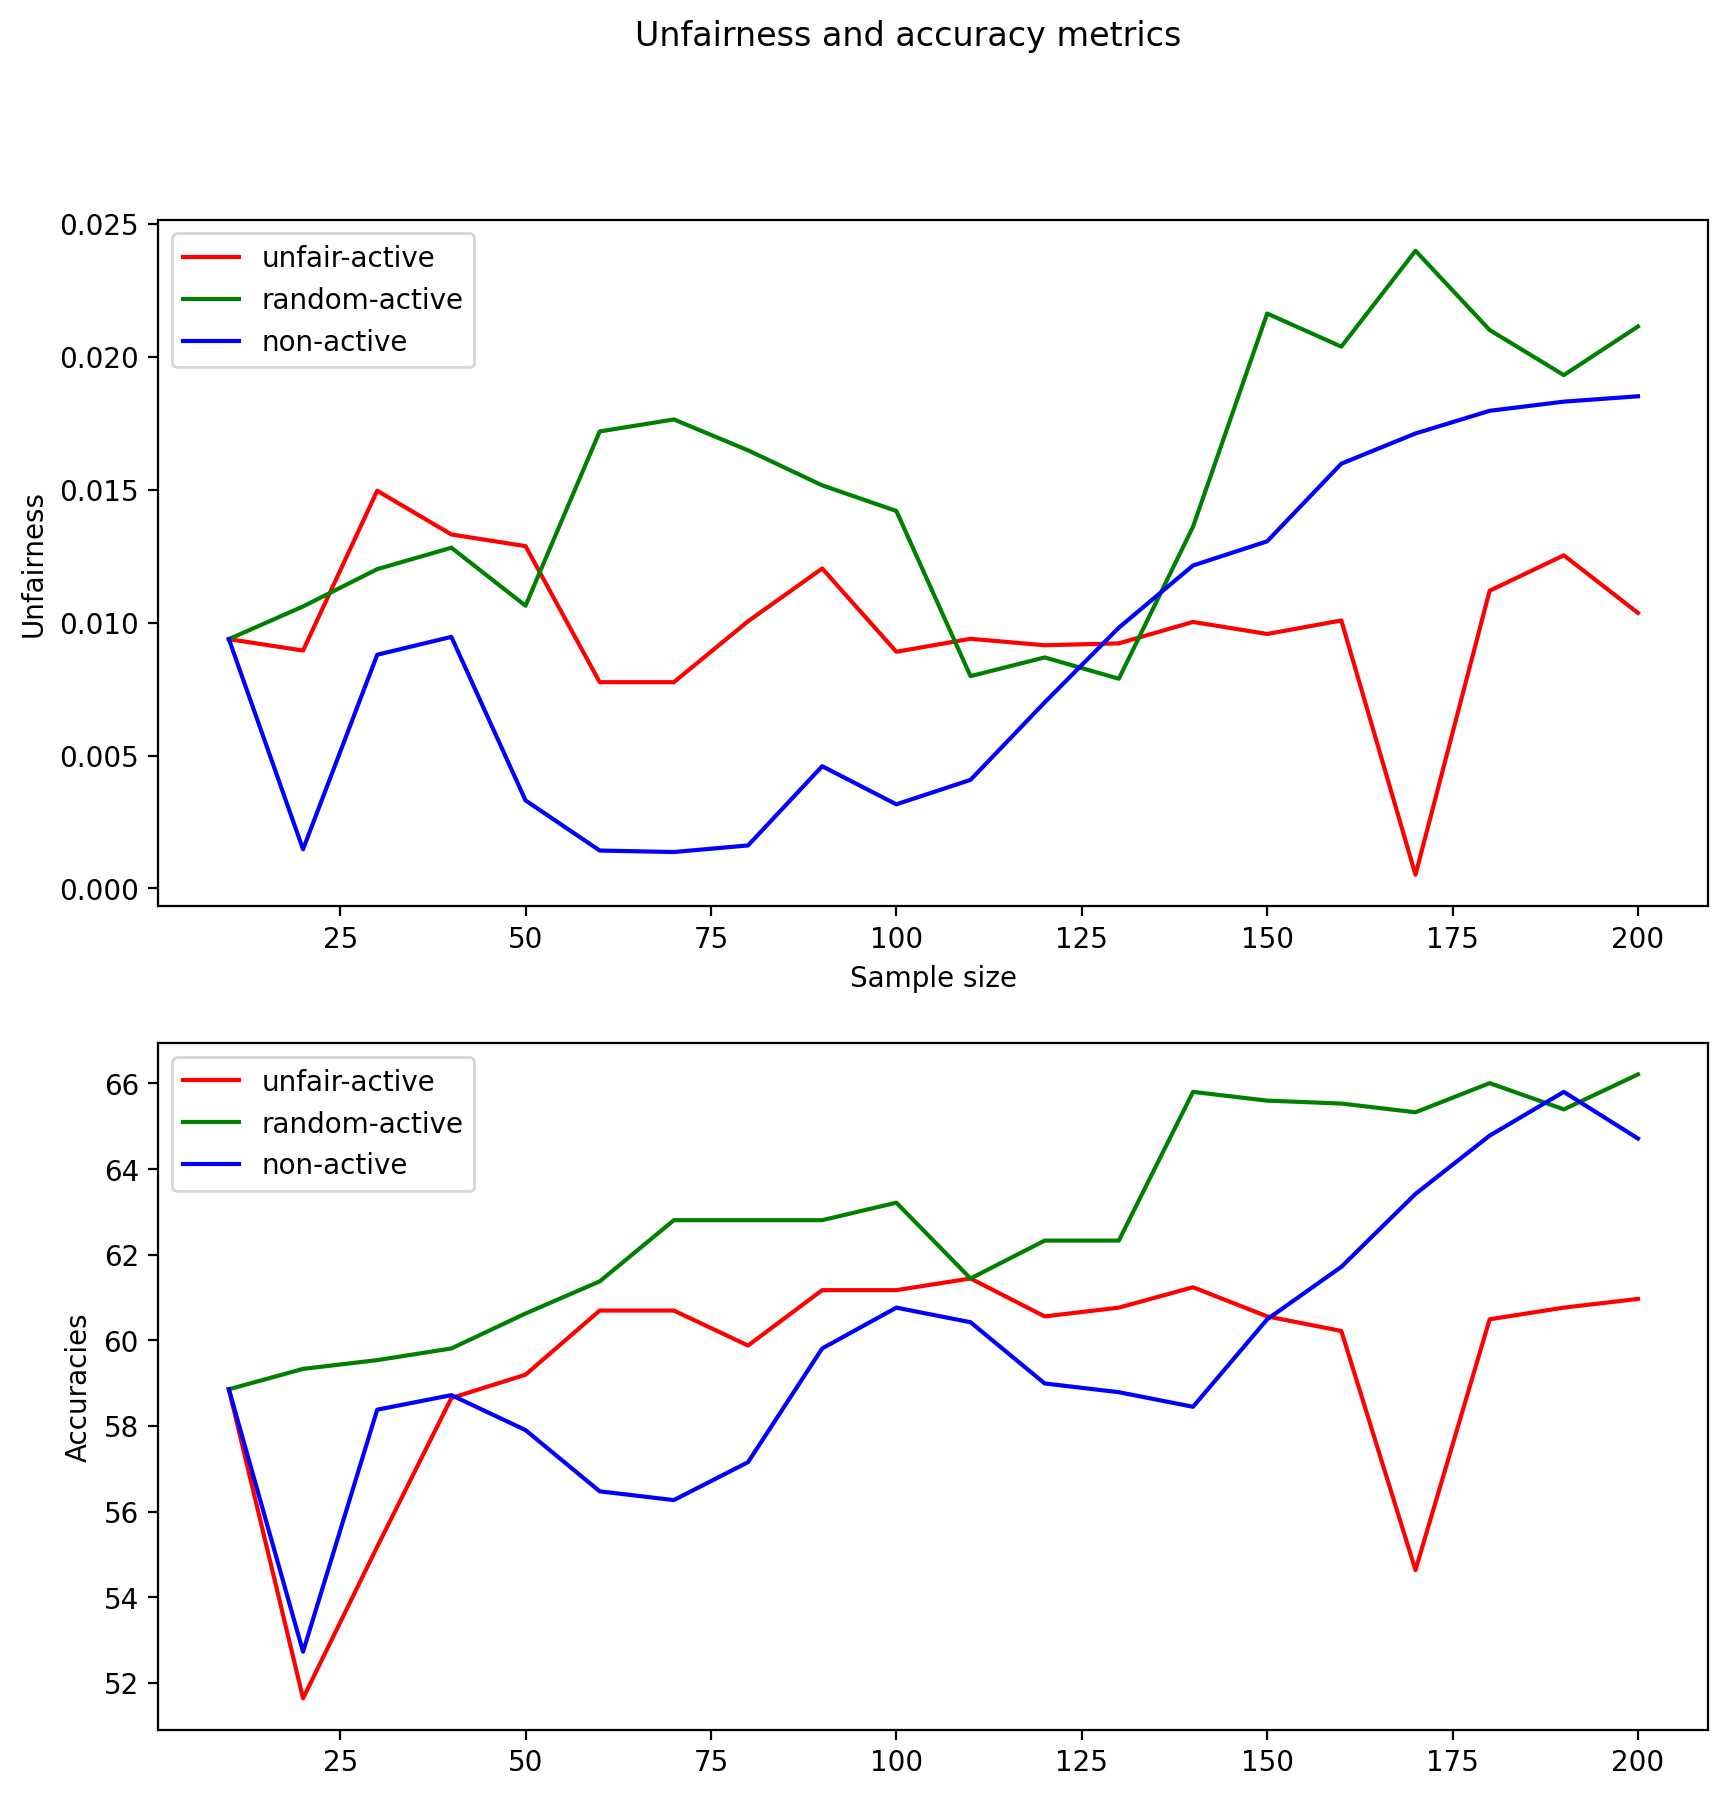 Unfairness and accuracy metrics
0.025
0.020
0.015
0.010
0.005
0.000
Unfairness
unfair-active
random-active
non-active
25 50 75 100 125 150 175 200
Sample size
66
64
62
60
58
56
54
52
Accuracies
unfair-active
random-active
non-active
25 50 75 100 125 150 175 200